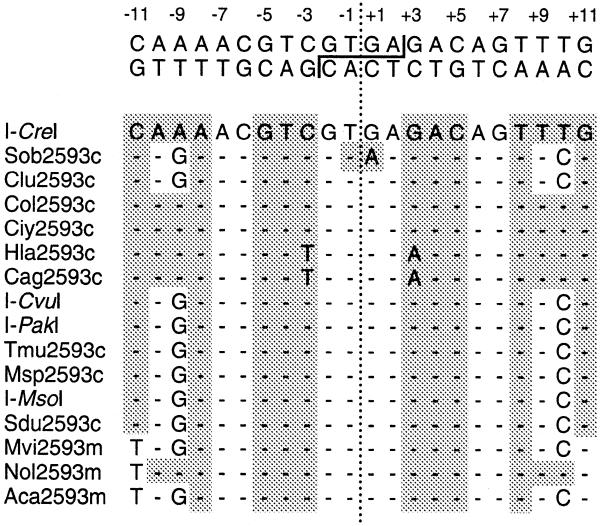 -11 -9 -7 -5 -3 -1 +1 +3 +5 +7 +9 +11
C A A A A C G T C G T G A G A C A G T T T G
G T T T T G C A G C A C T C T G T C A A A C
I-CreI C A A A A C G T C G T G A G A C A G T T T G
Sob2593c - - G - - - - - - - - A - - - - - - - - C -
Clu2593c - - G - - - - - - - - - - - - - - - - - C -
Col2593c - - - - - - - - - - - - - - - - - - - - - -
Ciy2593c - - - - - - - - - - - - - - - - - - - - - -
Hla2593c - - - - - - - - T - - - - A - - - - - - - -
Cag2593c - - - - - - - - T - - - - A - - - - - - - -
I-CvuI - - G - - - - - - - - - - - - - - - - - C -
I-PakI - - G - - - - - - - - - - - - - - - - - C -
Tmu2593c - - G - - - - - - - - - - - - - - - - - C -
Msp2593c - - G - - - - - - - - - - - - - - - - - C -
I-MsoI - - G - - - - - - - - - - - - - - - - - C -
Sdu2593c - - G - - - - - - - - - - - - - - - - - C -
Mvi2593m T - G - - - - - - - - - - - - - - - - - C -
Nol2593m T - - - - - - - - - - - - - - - - - - - - -
Aca2593m T - G - - - - - - - - - - - - - - - - - C -